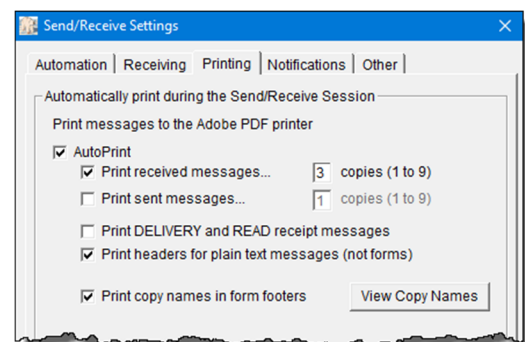 Send/Receive Settings
Automation Receiving Printing Notifications Other
Automatically print during the Send/Receive Session
Print messages to the Adobe PDF printer
AutoPrint
Print received messages... 3 copies (1 to 9)
Print sent messages... 1 copies (1 to 9)
Print DELIVERY and READ receipt messages
Print headers for plain text messages (not forms)
Print copy names in form footers View Copy Names